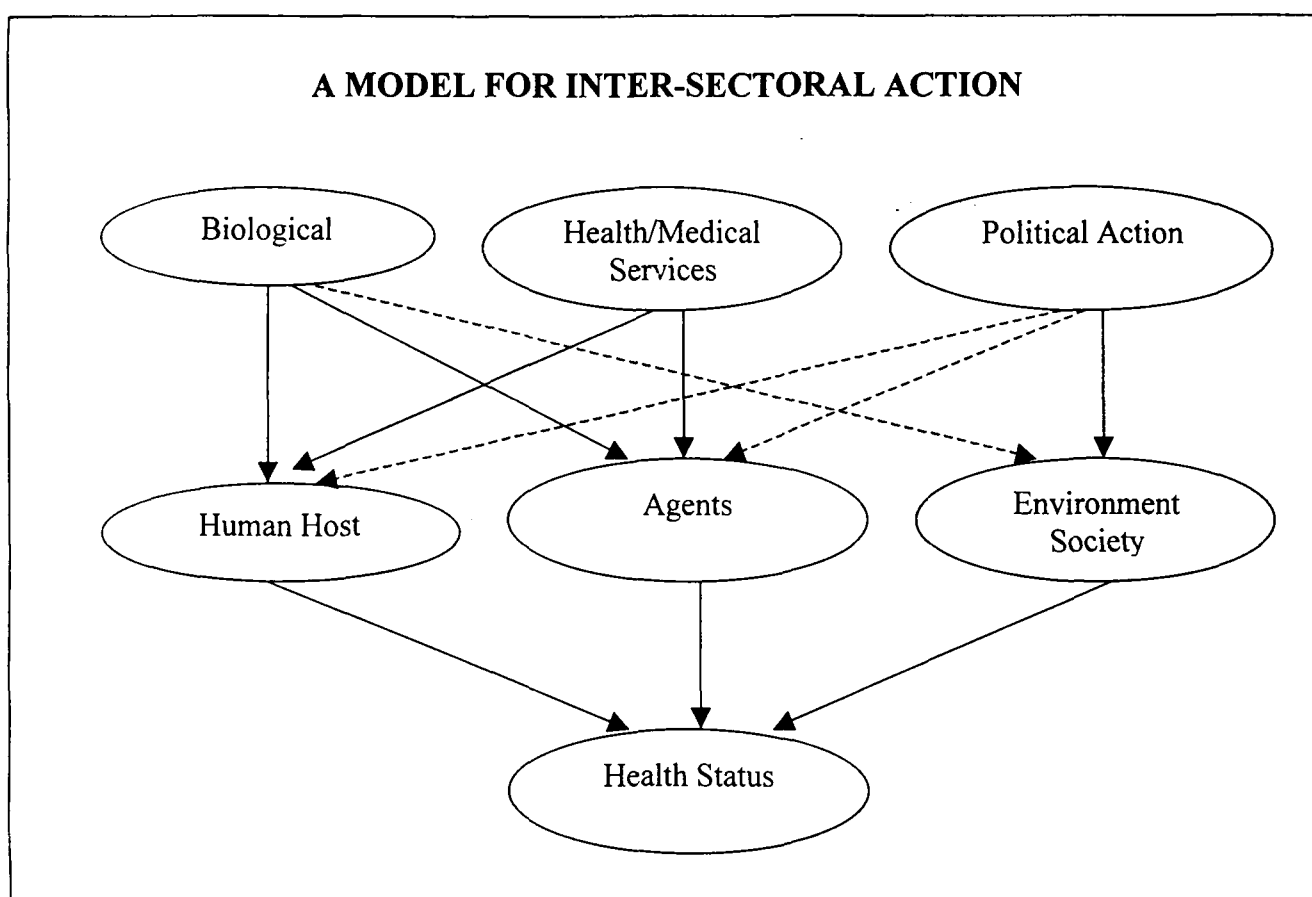 A MODEL FOR INTER-SECTORAL ACTION
Biological
Health/Medical
Services
Political Action
Human Host
Agents
Environment
Society
Health Status